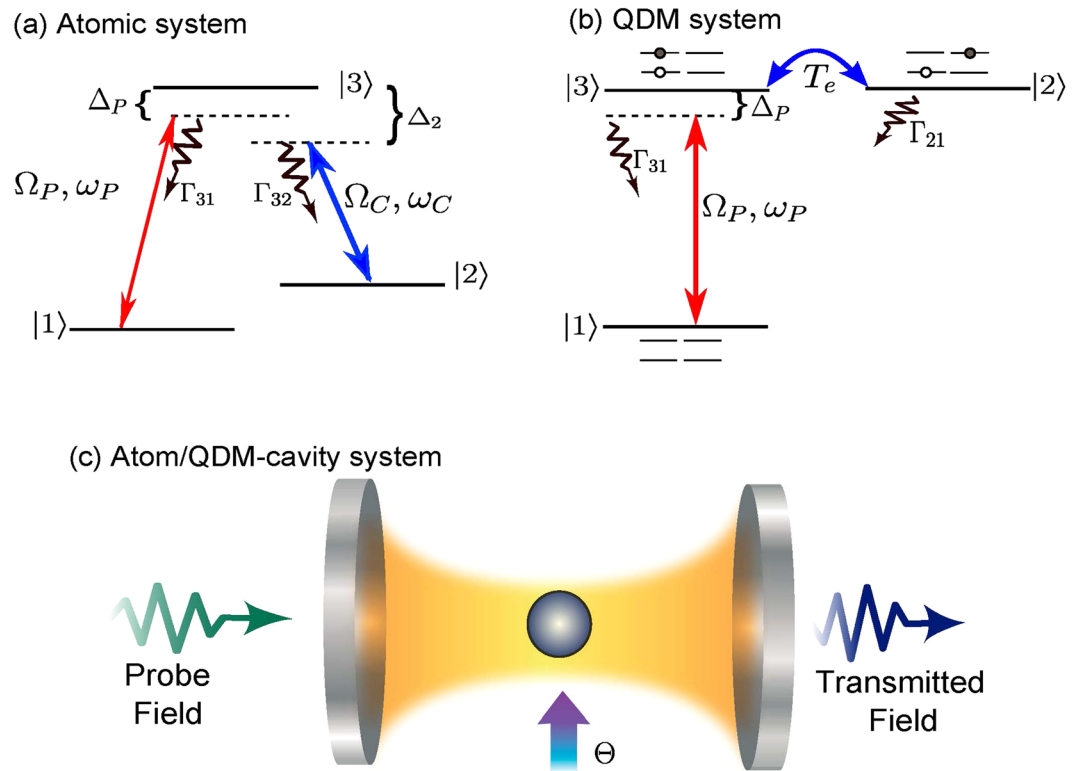 (a) Atomic system
|3⟩
Δ_P
Δ_2
Ω_P, ω_P
Γ_31
Γ_32
Ω_C, ω_C
|2⟩
|1⟩
(b) QDM system
|3⟩
T_e
|2⟩
Δ_P
Γ_31
Γ_21
Ω_P, ω_P
|1⟩
(c) Atom/QDM-cavity system
Probe
Field
Transmitted
Field
Θ